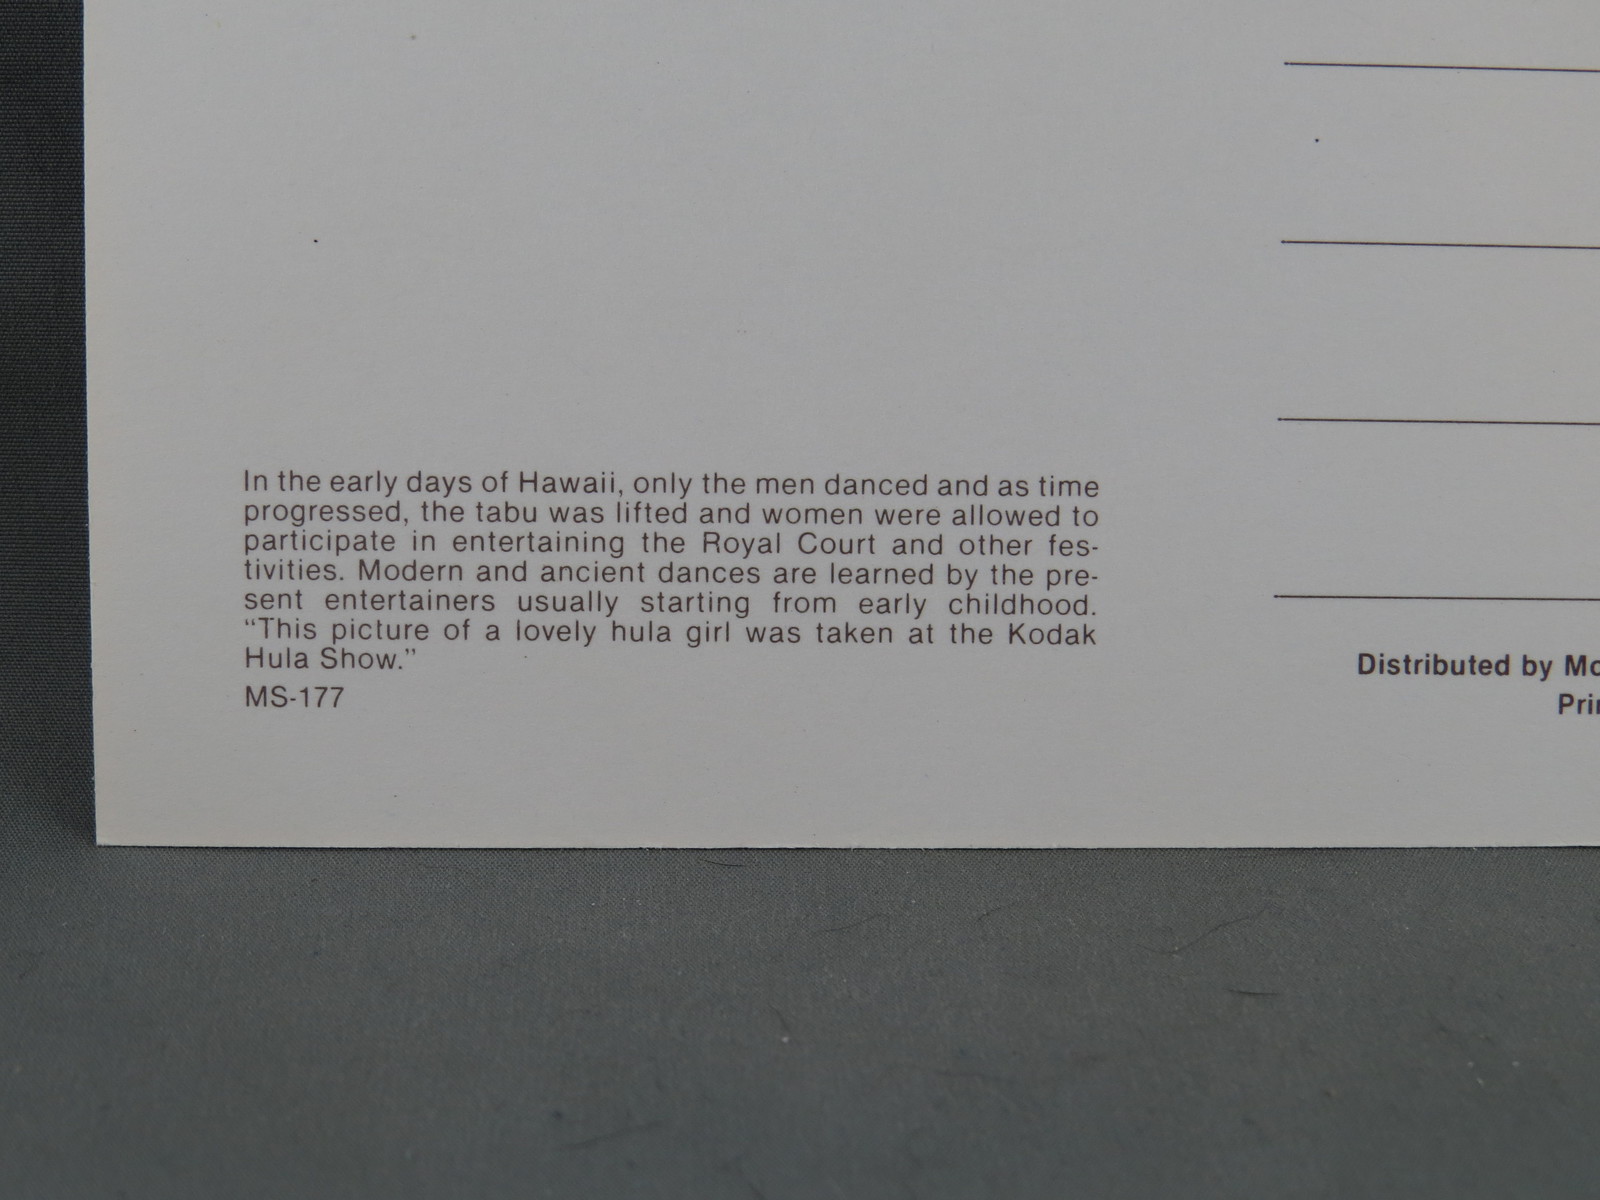 In the early days of Hawaii, only the men danced and as time
progressed, the tabu was lifted and women were allowed to
participate in entertaining the Royal Court and other fes-
tivities. Modern and ancient dances are learned by the pre-
sent entertainers usually starting from early childhood.
“This picture of a lovely hula girl was taken at the Kodak
Hula Show.”
MS-177
Distributed by